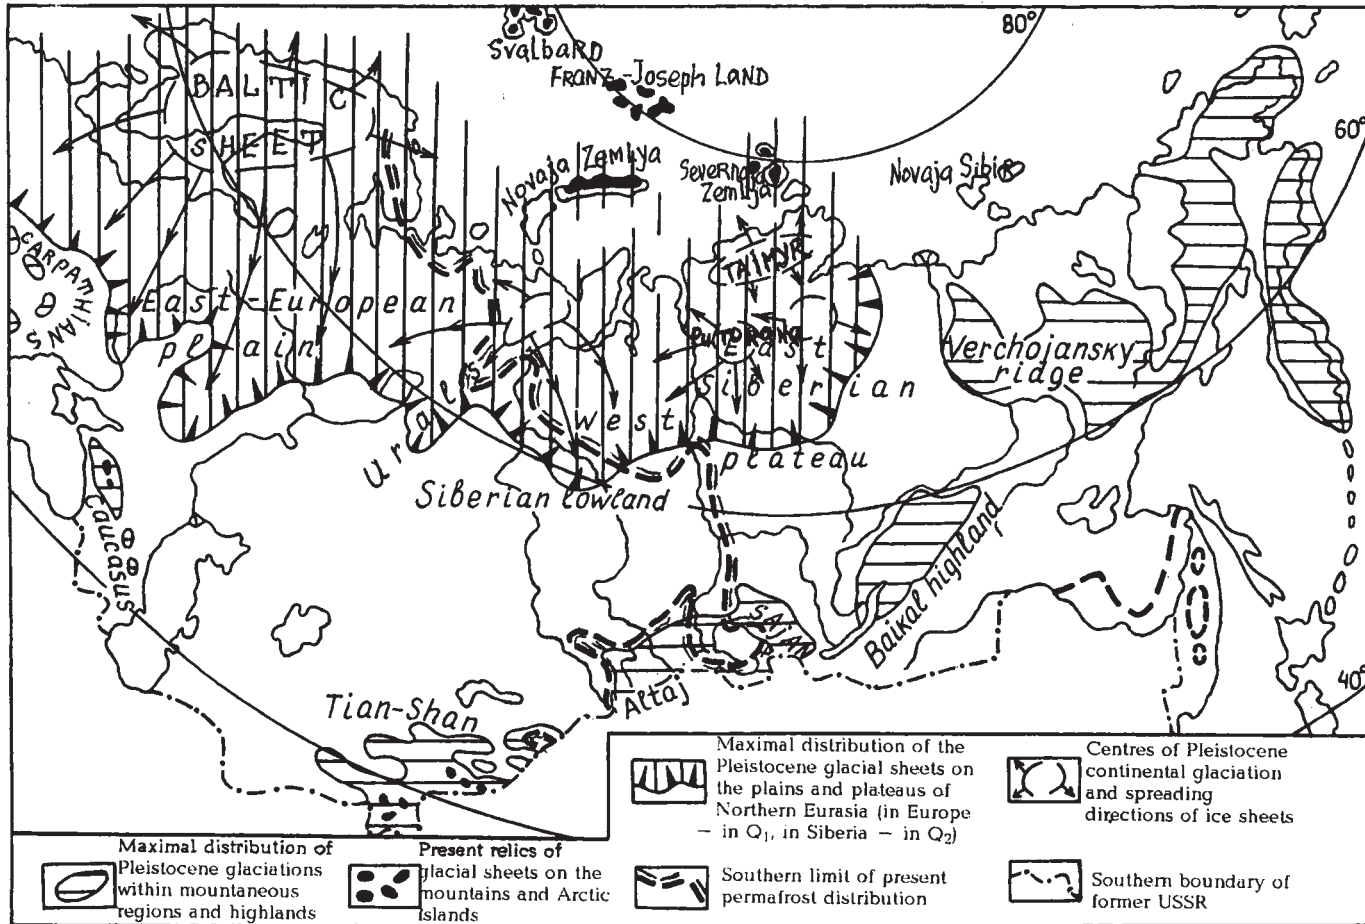 80°
Svalbard
Franz-Joseph Land
BALTIC
SHEET
60°
Novaja Zemlya
Severnaja
Zemlja
Novaja Sibir
CARPAMHIANS
TAIMYR
East-European
plain
PUTORANA
East
Siberian
plateau
Verchojansky
ridge
Urals
West
Siberian lowland
Caucasus
Baikal highland
SAIAN
Altaj
40°
Tian-Shan
Maximal distribution of the
Pleistocene glacial sheets on
the plains and plateaus of
Northern Eurasia (in Europe
– in Q₁, in Siberia – in Q₂)
Centres of Pleistocene
continental glaciation
and spreading
directions of ice sheets
Maximal distribution of
Pleistocene glaciations
within mountaneous
regions and highlands
Present relics of
glacial sheets on the
mountains and Arctic
islands
Southern limit of present
permafrost distribution
Southern boundary of
former USSR